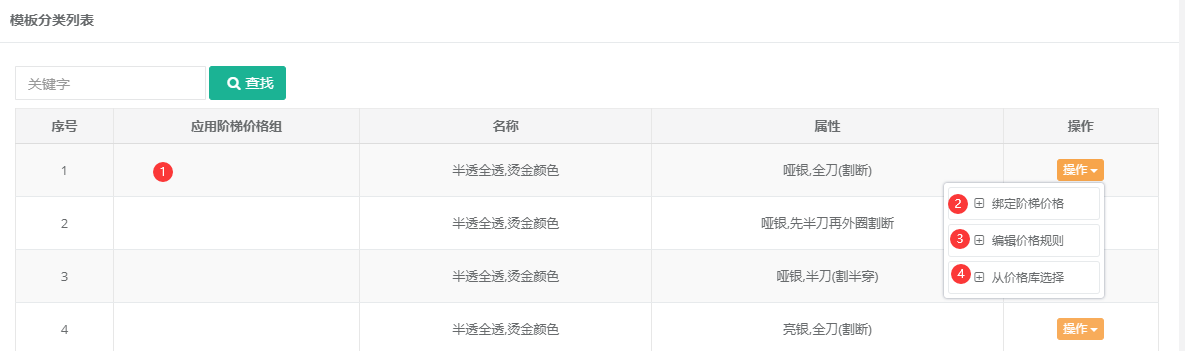 模板分类列表
关键字 查找
序号 应用阶梯价格组 名称 属性 操作
1 1 半透全透,烫金颜色 哑银,全刀(割断) 操作
2 绑定阶梯价格
2 半透全透,烫金颜色 哑银,先半刀再外圈割断
3 编辑价格规则
3 半透全透,烫金颜色 哑银,半刀(割半穿)
4 从价格库选择
4 半透全透,烫金颜色 亮银,全刀(割断) 操作